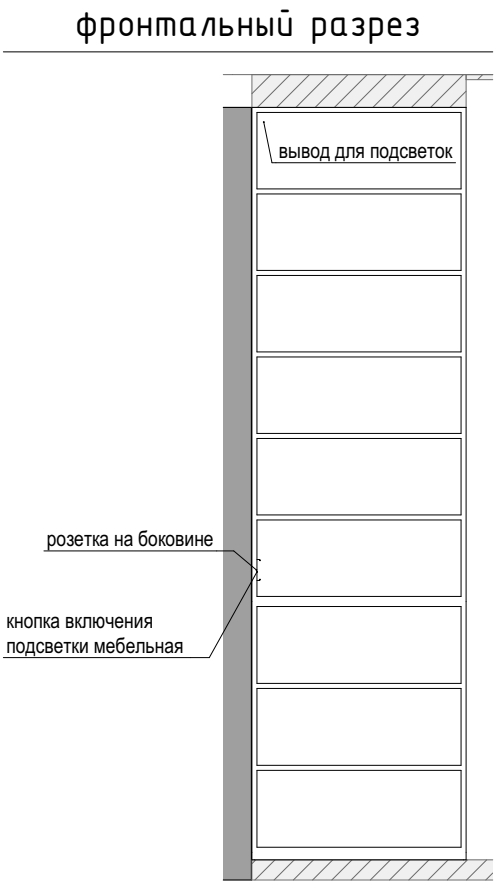 фронтальный разрез
вывод для подсветок
розетка на боковине
кнопка включения
подсветки мебельная